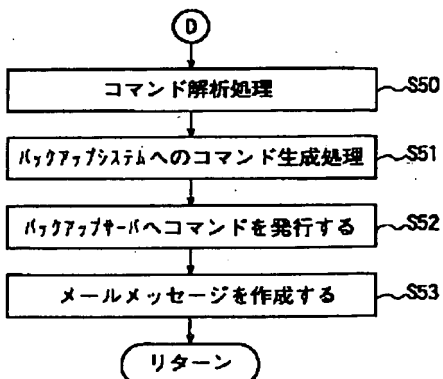 D
コマンド解析処理 S50
バックアップシステムへのコマンド生成処理 S51
バックアップサーバへコマンドを発行する S52
メールメッセージを作成する S53
リターン